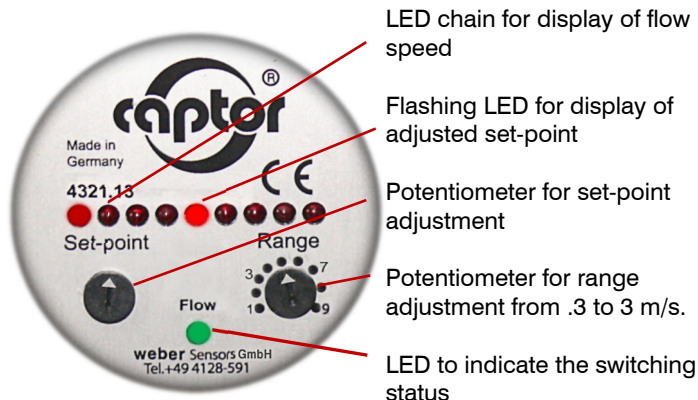 LED chain for display of flow
speed
®
captor
Flashing LED for display of
adjusted set-point
Made in
Germany
CE
4321.13
Potentiometer for set-point
adjustment
Set-point
Range
3
7
1
9
Potentiometer for range
adjustment from .3 to 3 m/s.
Flow
weber Sensors GmbH
Tel.+49 4128-591
LED to indicate the switching
status